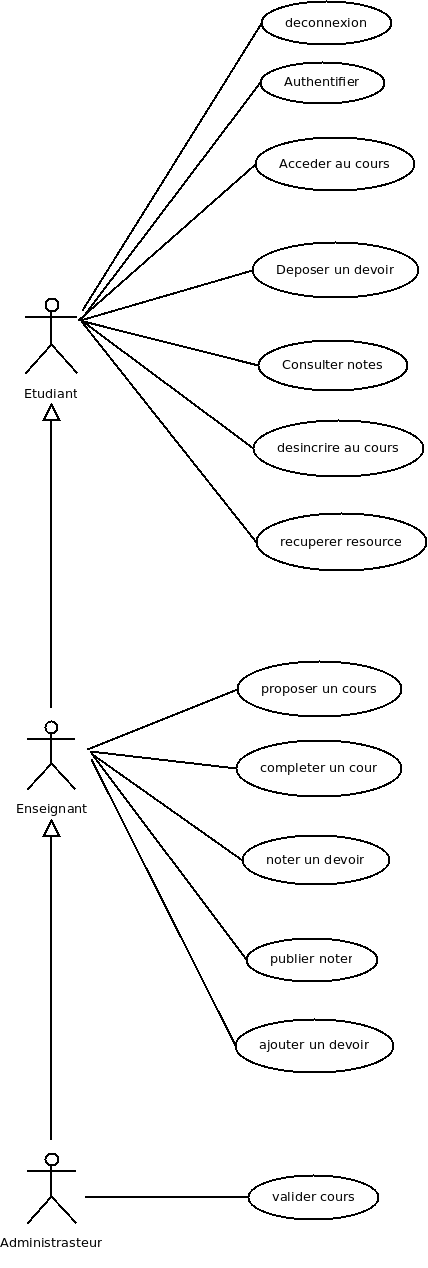 deconnexion
Authentifier
Acceder au cours
Deposer un devoir
Consulter notes
Etudiant
desincrire au cours
recuperer resource
proposer un cours
completer un cour
Enseignant
noter un devoir
publier noter
ajouter un devoir
valider cours
Administrasteur